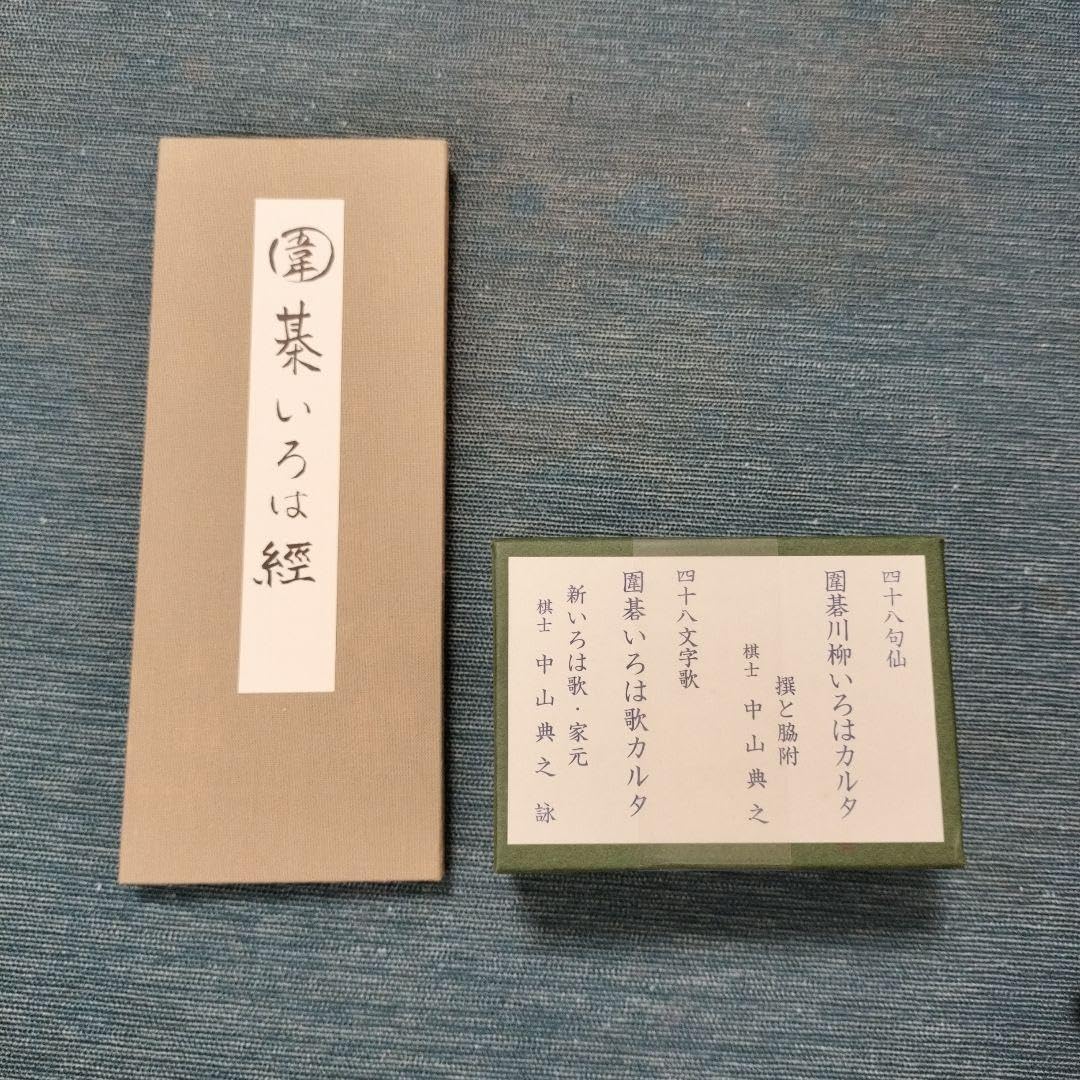 圍棊いろは經
四十八句仙
圍碁川柳いろはカルタ
撰と脇附
棋士 中山典之
四十八文字歌
圍碁いろは歌カルタ
新いろは歌・家元
棋士 中山典之 詠